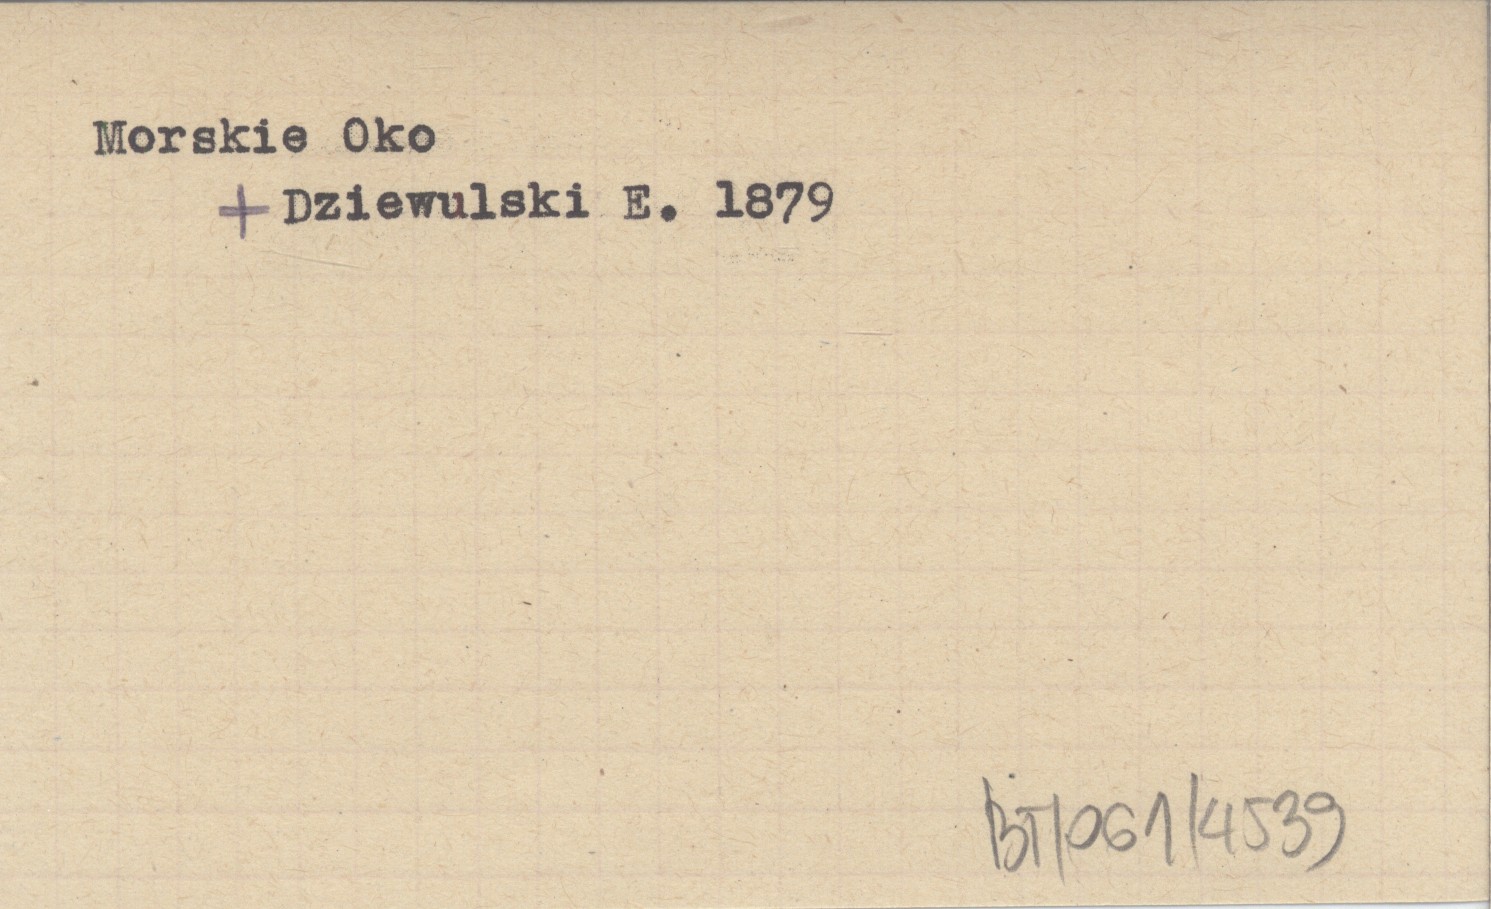 Morskie Oko
+ Dziewulski E. 1879
BT/061/4539